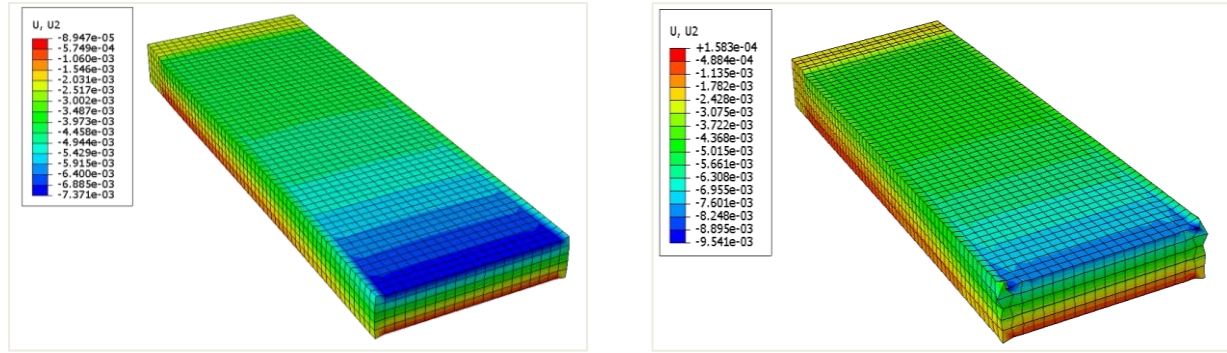 U, U2
-8.947e-05
-5.749e-04
-1.060e-03
-1.546e-03
-2.031e-03
-2.517e-03
-3.002e-03
-3.487e-03
-3.973e-03
-4.458e-03
-4.944e-03
-5.429e-03
-5.915e-03
-6.400e-03
-6.885e-03
-7.371e-03
U, U2
+1.583e-04
-4.884e-04
-1.135e-03
-1.782e-03
-2.428e-03
-3.075e-03
-3.722e-03
-4.368e-03
-5.015e-03
-5.661e-03
-6.308e-03
-6.955e-03
-7.601e-03
-8.248e-03
-8.895e-03
-9.541e-03